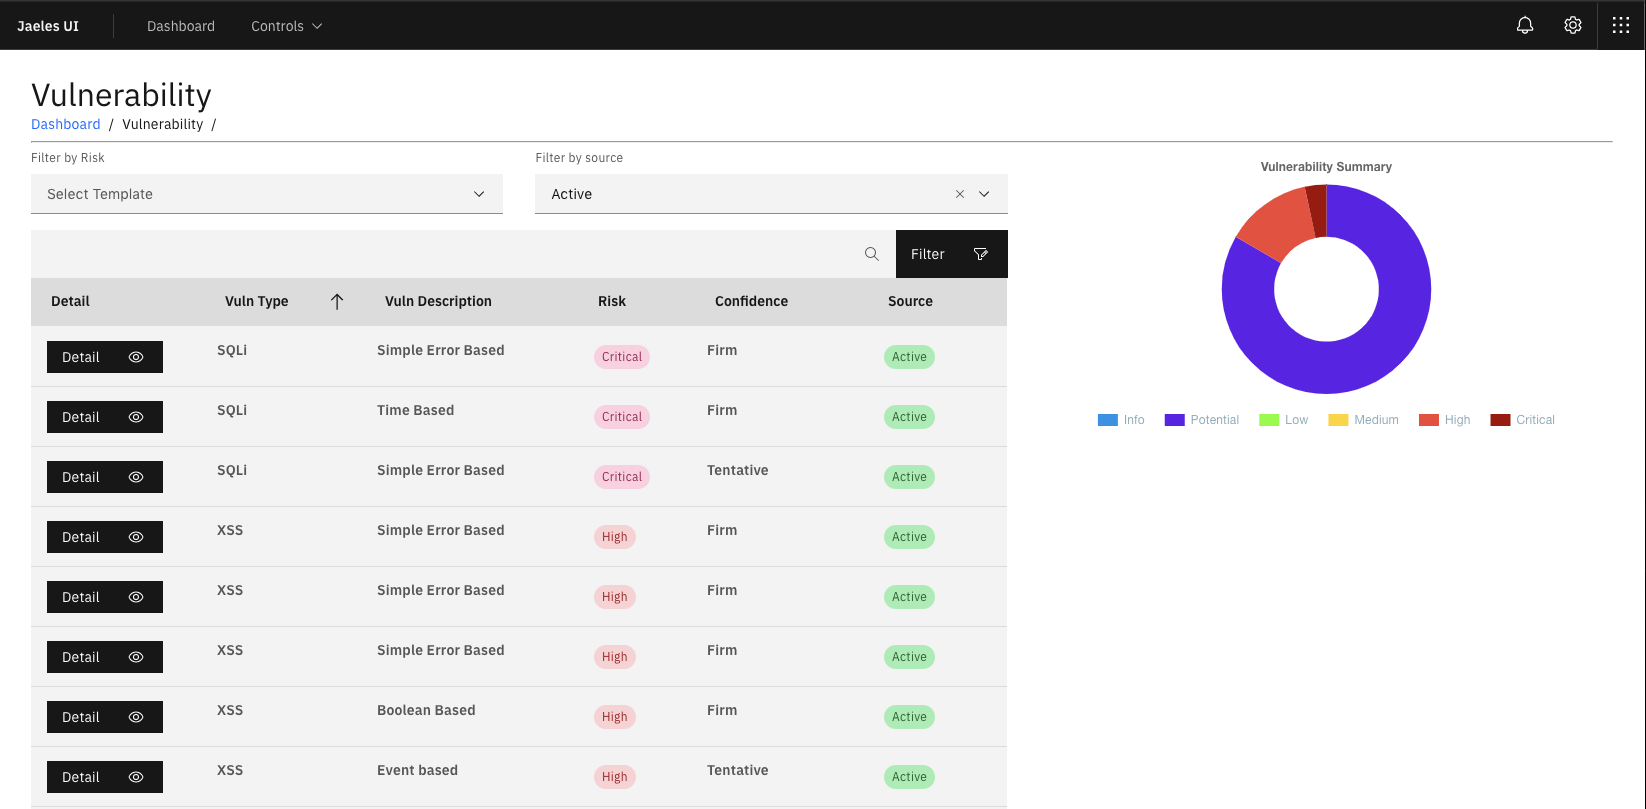 Jaeles UI Dashboard Controls
Vulnerability
Dashboard / Vulnerability /
Filter by Risk Filter by source
Select Template Active
Filter
Detail Vuln Type Vuln Description Risk Confidence Source
Detail SQLi Simple Error Based Critical Firm Active
Detail SQLi Time Based Critical Firm Active
Detail SQLi Simple Error Based Critical Tentative Active
Detail XSS Simple Error Based High Firm Active
Detail XSS Simple Error Based High Firm Active
Detail XSS Simple Error Based High Firm Active
Detail XSS Boolean Based High Firm Active
Detail XSS Event based High Tentative Active
Vulnerability Summary
Info Potential Low Medium High Critical